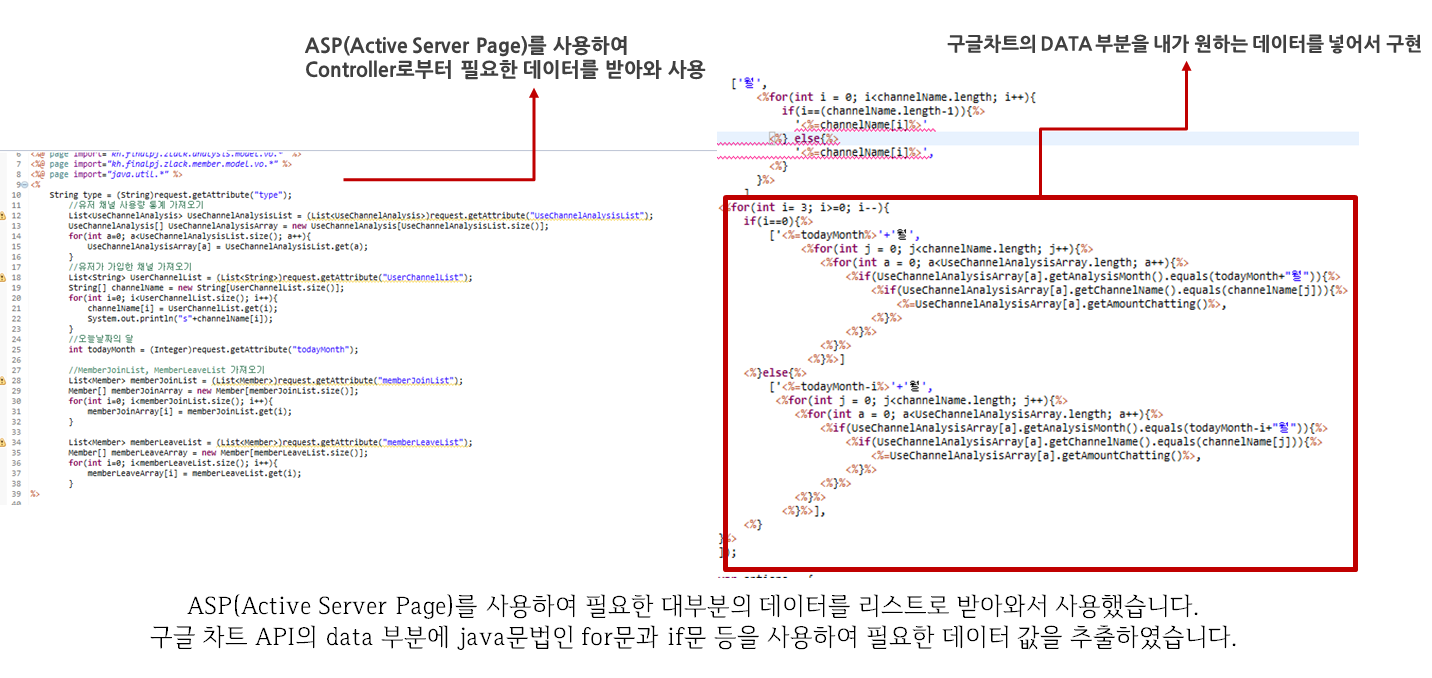 ASP(Active Server Page)를 사용하여
Controller로부터 필요한 데이터를 받아와 사용
구글차트의 DATA 부분을 내가 원하는 데이터를 넣어서 구현
6 <%@ page import="kh.finalpj.zlack.analysis.model.vo.*" %>
7 <%@ page import="kh.finalpj.zlack.member.model.vo.*" %>
8 <%@ page import="java.util.*" %>
9 <%
10 String type = (String)request.getAttribute("type");
11 //유저 채널 사용량 통계 가져오기
12 List<UseChannelAnalysis> UseChannelAnalysisList = (List<UseChannelAnalysis>)request.getAttribute("UseChannelAnalysisList");
13 UseChannelAnalysis[] UseChannelAnalysisArray = new UseChannelAnalysis[UseChannelAnalysisList.size()];
14 for(int a=0; a<UseChannelAnalysisList.size(); a++){
15 UseChannelAnalysisArray[a] = UseChannelAnalysisList.get(a);
16 }
17 //유저가 가입한 채널 가져오기
18 List<String> UserChannelList = (List<String>)request.getAttribute("UserChannelList");
19 String[] channelName = new String[UserChannelList.size()];
20 for(int i=0; i<UserChannelList.size(); i++){
21 channelName[i] = UserChannelList.get(i);
22 System.out.println("s"+channelName[i]);
23 }
24 //오늘날짜의 달
25 int todayMonth = (Integer)request.getAttribute("todayMonth");
26
27 //MemberJoinList, MemberLeaveList 가져오기
28 List<Member> memberJoinList = (List<Member>)request.getAttribute("memberJoinList");
29 Member[] memberJoinArray = new Member[memberJoinList.size()];
30 for(int i=0; i<memberJoinList.size(); i++){
31 memberJoinArray[i] = memberJoinList.get(i);
32 }
33
34 List<Member> memberLeaveList = (List<Member>)request.getAttribute("memberLeaveList");
35 Member[] memberLeaveArray = new Member[memberLeaveList.size()];
36 for(int i=0; i<memberLeaveList.size(); i++){
37 memberLeaveArray[i] = memberLeaveList.get(i);
38 }
39 %>
['월',
<%for(int i = 0; i<channelName.length; i++){
if(i==(channelName.length-1)){%>
'<%=channelName[i]%>'
<%} else{%>
'<%=channelName[i]%>',
<%}
}%>
]
<%for(int i= 3; i>=0; i--){
if(i==0){%>
['<%=todayMonth%>'+'월',
<%for(int j = 0; j<channelName.length; j++){%>
<%for(int a = 0; a<UseChannelAnalysisArray.length; a++){%>
<%if(UseChannelAnalysisArray[a].getAnalysisMonth().equals(todayMonth+"월")){%>
<%if(UseChannelAnalysisArray[a].getChannelName().equals(channelName[j])){%>
<%=UseChannelAnalysisArray[a].getAmountChatting()%>,
<%}%>
<%}%>
<%}%>
<%}%>]
<%}else{%>
['<%=todayMonth-i%>'+'월',
<%for(int j = 0; j<channelName.length; j++){%>
<%for(int a = 0; a<UseChannelAnalysisArray.length; a++){%>
<%if(UseChannelAnalysisArray[a].getAnalysisMonth().equals(todayMonth-i+"월")){%>
<%if(UseChannelAnalysisArray[a].getChannelName().equals(channelName[j])){%>
<%=UseChannelAnalysisArray[a].getAmountChatting()%>,
<%}%>
<%}%>
<%}%>
<%}%>],
<%}
}%>
]);
ASP(Active Server Page)를 사용하여 필요한 대부분의 데이터를 리스트로 받아와서 사용했습니다.
구글 차트 API의 data 부분에 java문법인 for문과 if문 등을 사용하여 필요한 데이터 값을 추출하였습니다.